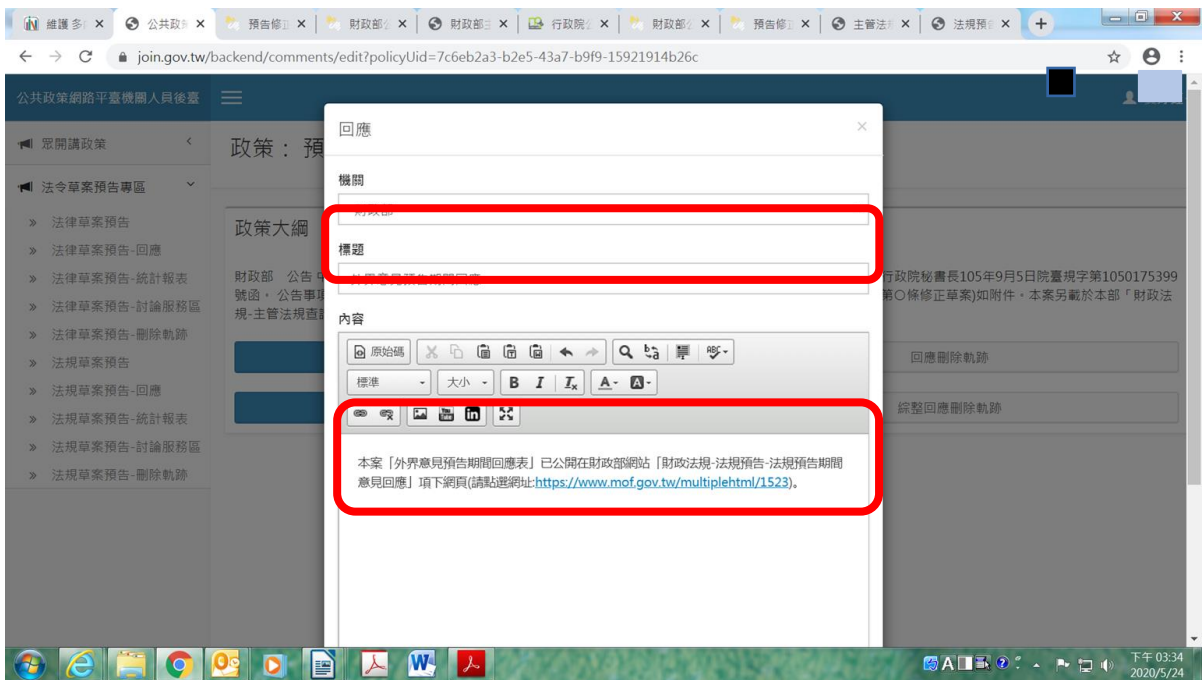 維護多
公共政
預告修
財政部
財政部
行政院
財政部
預告修
主管法
法規預
join.gov.tw/backend/comments/edit?policyUid=7c6eb2a3-b2e5-43a7-b9f9-15921914b26c
公共政策網路平臺機關人員後臺
眾開講政策
法令草案預告專區
法律草案預告
法律草案預告-回應
法律草案預告-統計報表
法律草案預告-討論服務區
法律草案預告-刪除軌跡
法規草案預告
法規草案預告-回應
法規草案預告-統計報表
法規草案預告-討論服務區
法規草案預告-刪除軌跡
政策： 預
政策大綱
財政部 公告
行政院秘書長105年9月5日院臺規字第1050175399
號函， 公告事
第〇條修正草案)如附件。本案另載於本部「財政法
規-主管法規查
回應刪除軌跡
綜整回應刪除軌跡
回應
機關
財政部
標題
外界意見預告期間回應
內容
原始碼
標準
大小
本案「外界意見預告期間回應表」已公開在財政部網站「財政法規-法規預告-法規預告期間
意見回應」項下網頁(請點選網址:https://www.mof.gov.tw/multiplehtml/1523)。
下午 03:34
2020/5/24